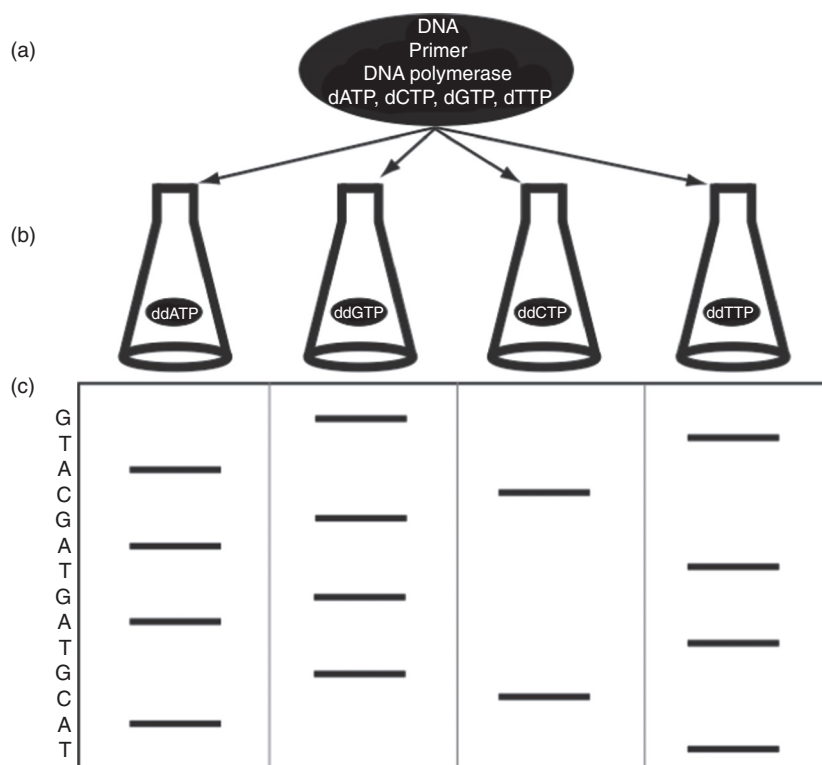 (a)
DNA
Primer
DNA polymerase
dATP, dCTP, dGTP, dTTP
(b)
ddATP
ddGTP
ddCTP
ddTTP
(c)
G
T
A
C
G
A
T
G
A
T
G
C
A
T